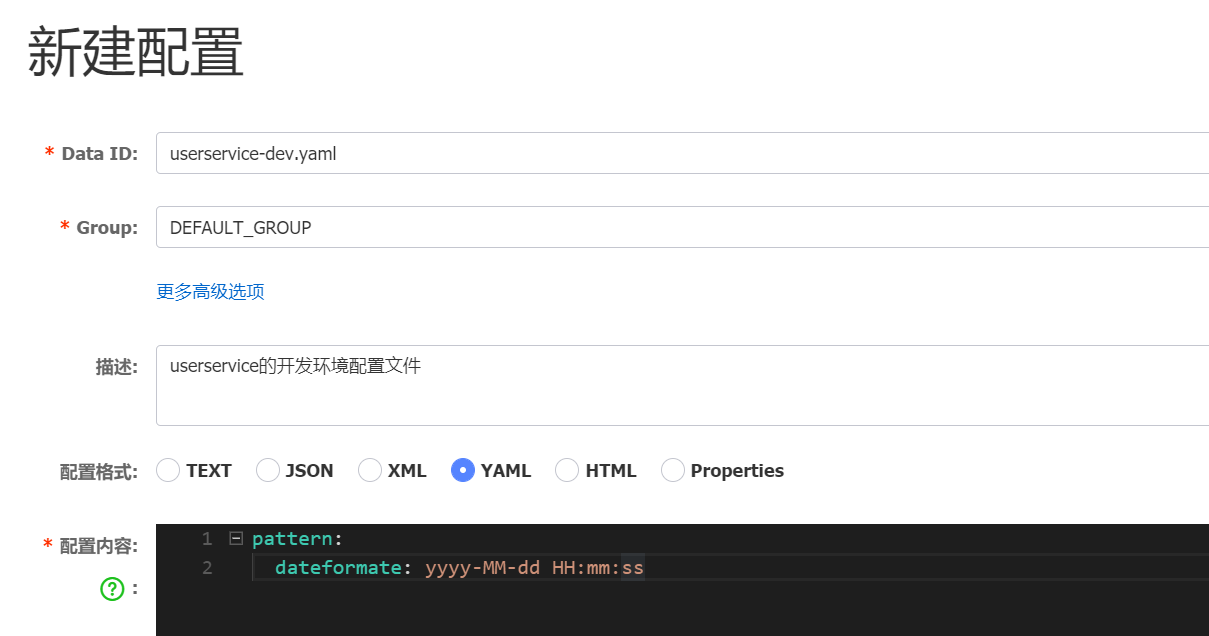 新建配置
* Data ID: userservice-dev.yaml
* Group: DEFAULT_GROUP
更多高级选项
描述: userservice的开发环境配置文件
配置格式: TEXT JSON XML YAML HTML Properties
* 配置内容: 1 pattern:
? : 2 dateformate: yyyy-MM-dd HH:mm:ss